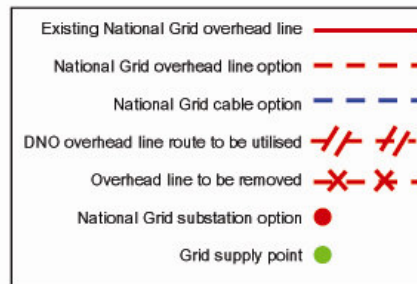 Existing National Grid overhead line
National Grid overhead line option
National Grid cable option
DNO overhead line route to be utilised
Overhead line to be removed
National Grid substation option
Grid supply point